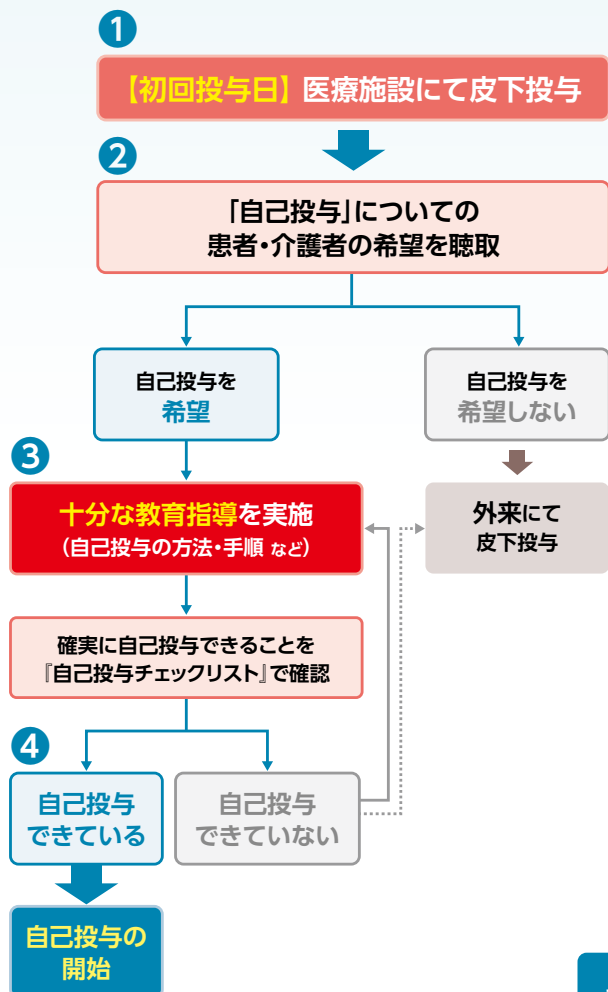 1
【初回投与日】医療施設にて皮下投与
2
「自己投与」についての
患者・介護者の希望を聴取
自己投与を
希望
自己投与を
希望しない
3
十分な教育指導を実施
(自己投与の方法・手順 など)
外来にて
皮下投与
確実に自己投与できることを
『自己投与チェックリスト』で確認
4
自己投与
できている
自己投与
できていない
自己投与の
開始